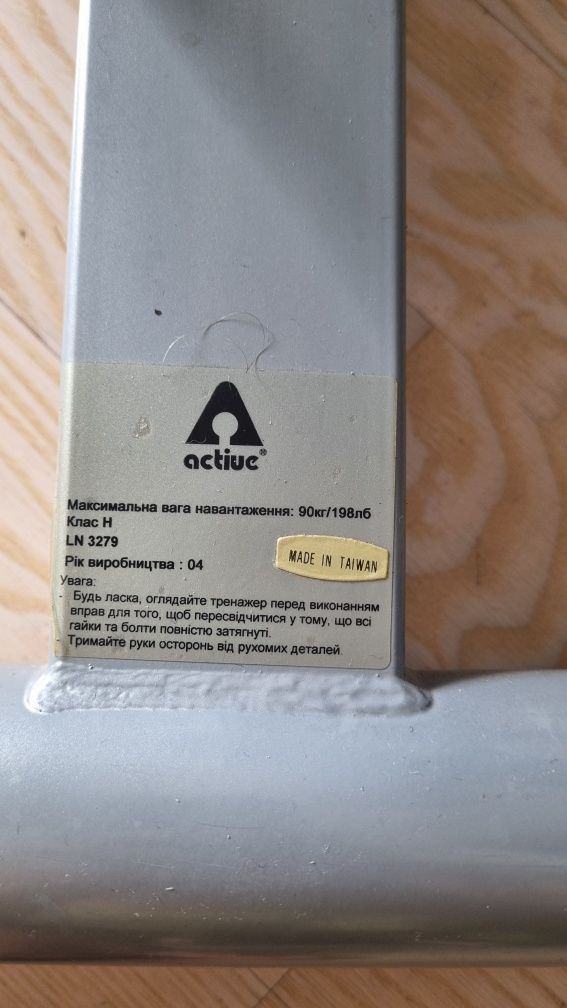 active®
Максимальна вага навантаження: 90кг/198лб
Клас Н
LN 3279
MADE IN TAIWAN
Рік виробництва : 04
Увага:
- Будь ласка, оглядайте тренажер перед виконанням
вправ для того, щоб пересвідчитися у тому, що всі
гайки та болти повністю затягнуті.
- Тримайте руки осторонь від рухомих деталей.